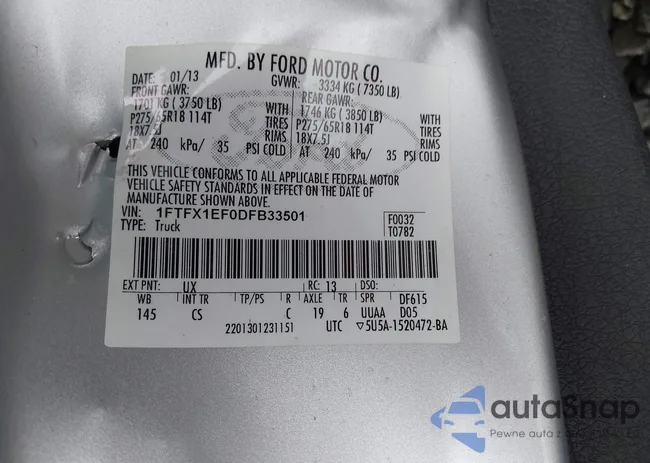 MFD. BY FORD MOTOR CO.
DATE: 01/13 GVWR: 3334 KG (7350 LB)
FRONT GAWR: REAR GAWR:
1701 KG (3750 LB) WITH 1746 KG (3850 LB) WITH
P275/65R18 114T TIRES P275/65R18 114T TIRES
18X7.5J RIMS 18X7.5J RIMS
AT 240 kPa/ 35 PSI COLD AT 240 kPa/ 35 PSI COLD
THIS VEHICLE CONFORMS TO ALL APPLICABLE FEDERAL MOTOR
VEHICLE SAFETY STANDARDS IN EFFECT ON THE DATE OF
MANUFACTURE SHOWN ABOVE.
VIN: 1FTFX1EF0DFB33501 F0032
TYPE: Truck T0782
EXT PNT: UX RC: 13 DSO:
WB INT TR TP/PS R AXLE TR SPR DF615
145 CS C 19 6 UUAA D05
2201301231151 UTC ▽5U5A-1520472-BA
autoSnap
Pewne auta z